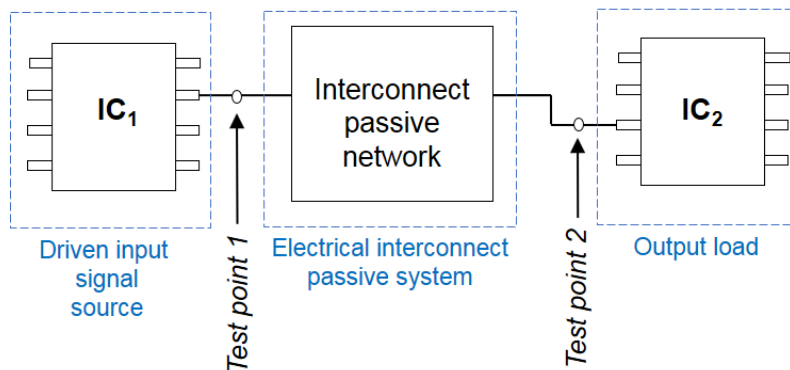 IC1
Interconnect
passive
network
IC2
Driven input
signal
source
Test point 1
Electrical interconnect
passive system
Test point 2
Output load